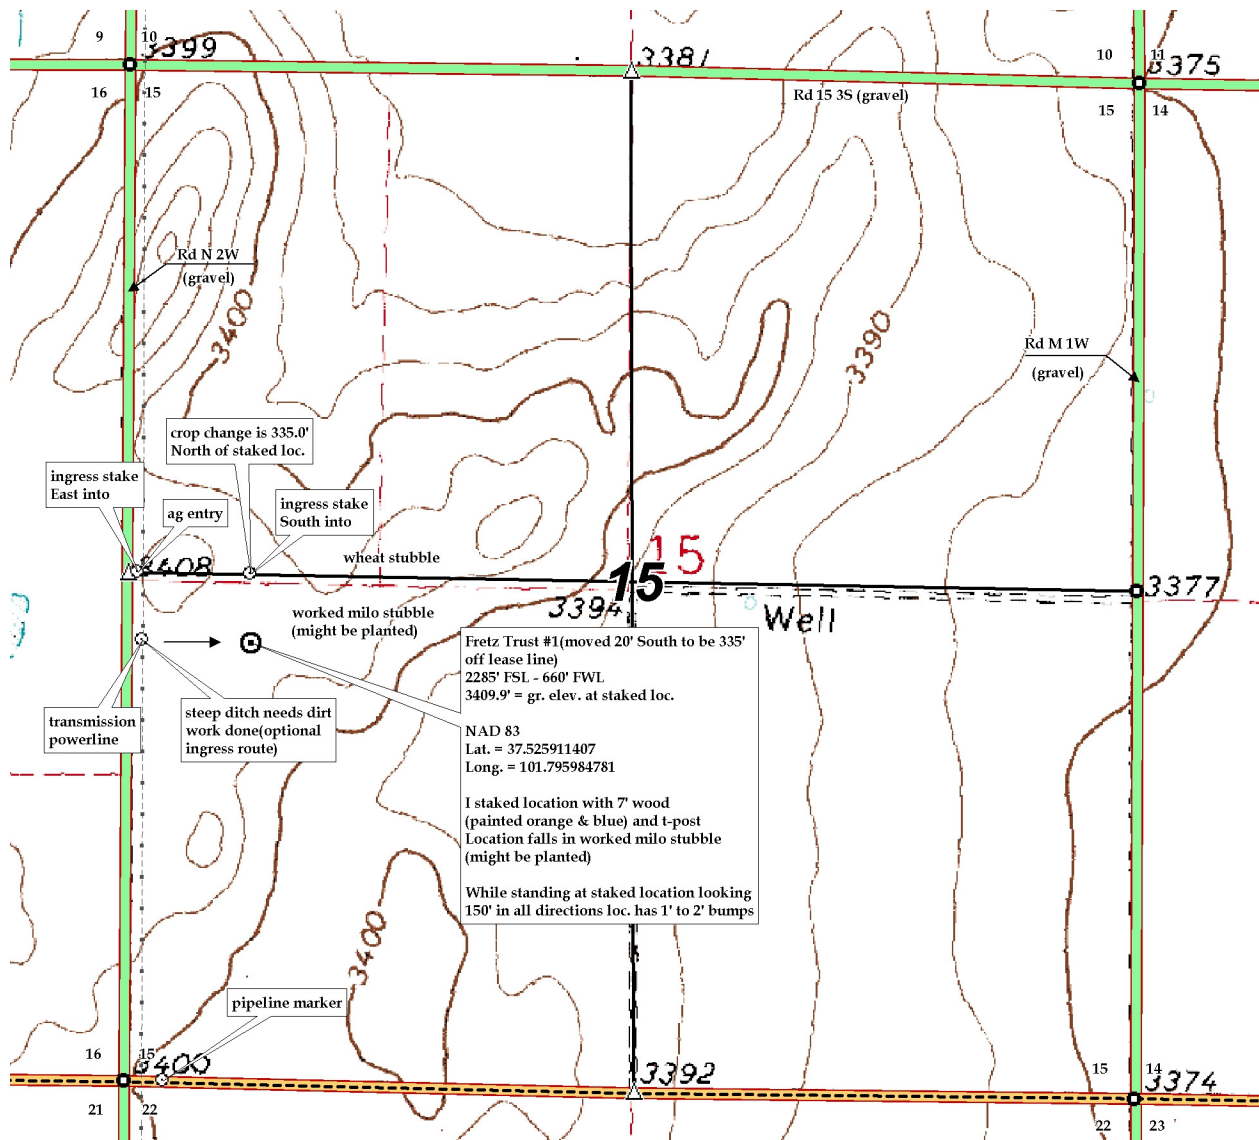 9
10
3399
3381
10
11
3375
16
15
Rd 15 3S (gravel)
15
14
Rd N 2W
(gravel)
3400
3390
Rd M 1W
(gravel)
crop change is 335.0'
North of staked loc.
ingress stake
East into
ag entry
ingress stake
South into
wheat stubble
3408
15
15
3377
worked milo stubble
(might be planted)
3394
Well
Fretz Trust #1(moved 20' South to be 335'
off lease line)
2285' FSL - 660' FWL
3409.9' = gr. elev. at staked loc.
NAD 83
Lat. = 37.525911407
Long. = 101.795984781
I staked location with 7' wood
(painted orange & blue) and t-post
Location falls in worked milo stubble
(might be planted)
While standing at staked location looking
150' in all directions loc. has 1' to 2' bumps
transmission
powerline
steep ditch needs dirt
work done(optional
ingress route)
3400
pipeline marker
16
15
3400
3392
15
14
3374
21
22
22
23